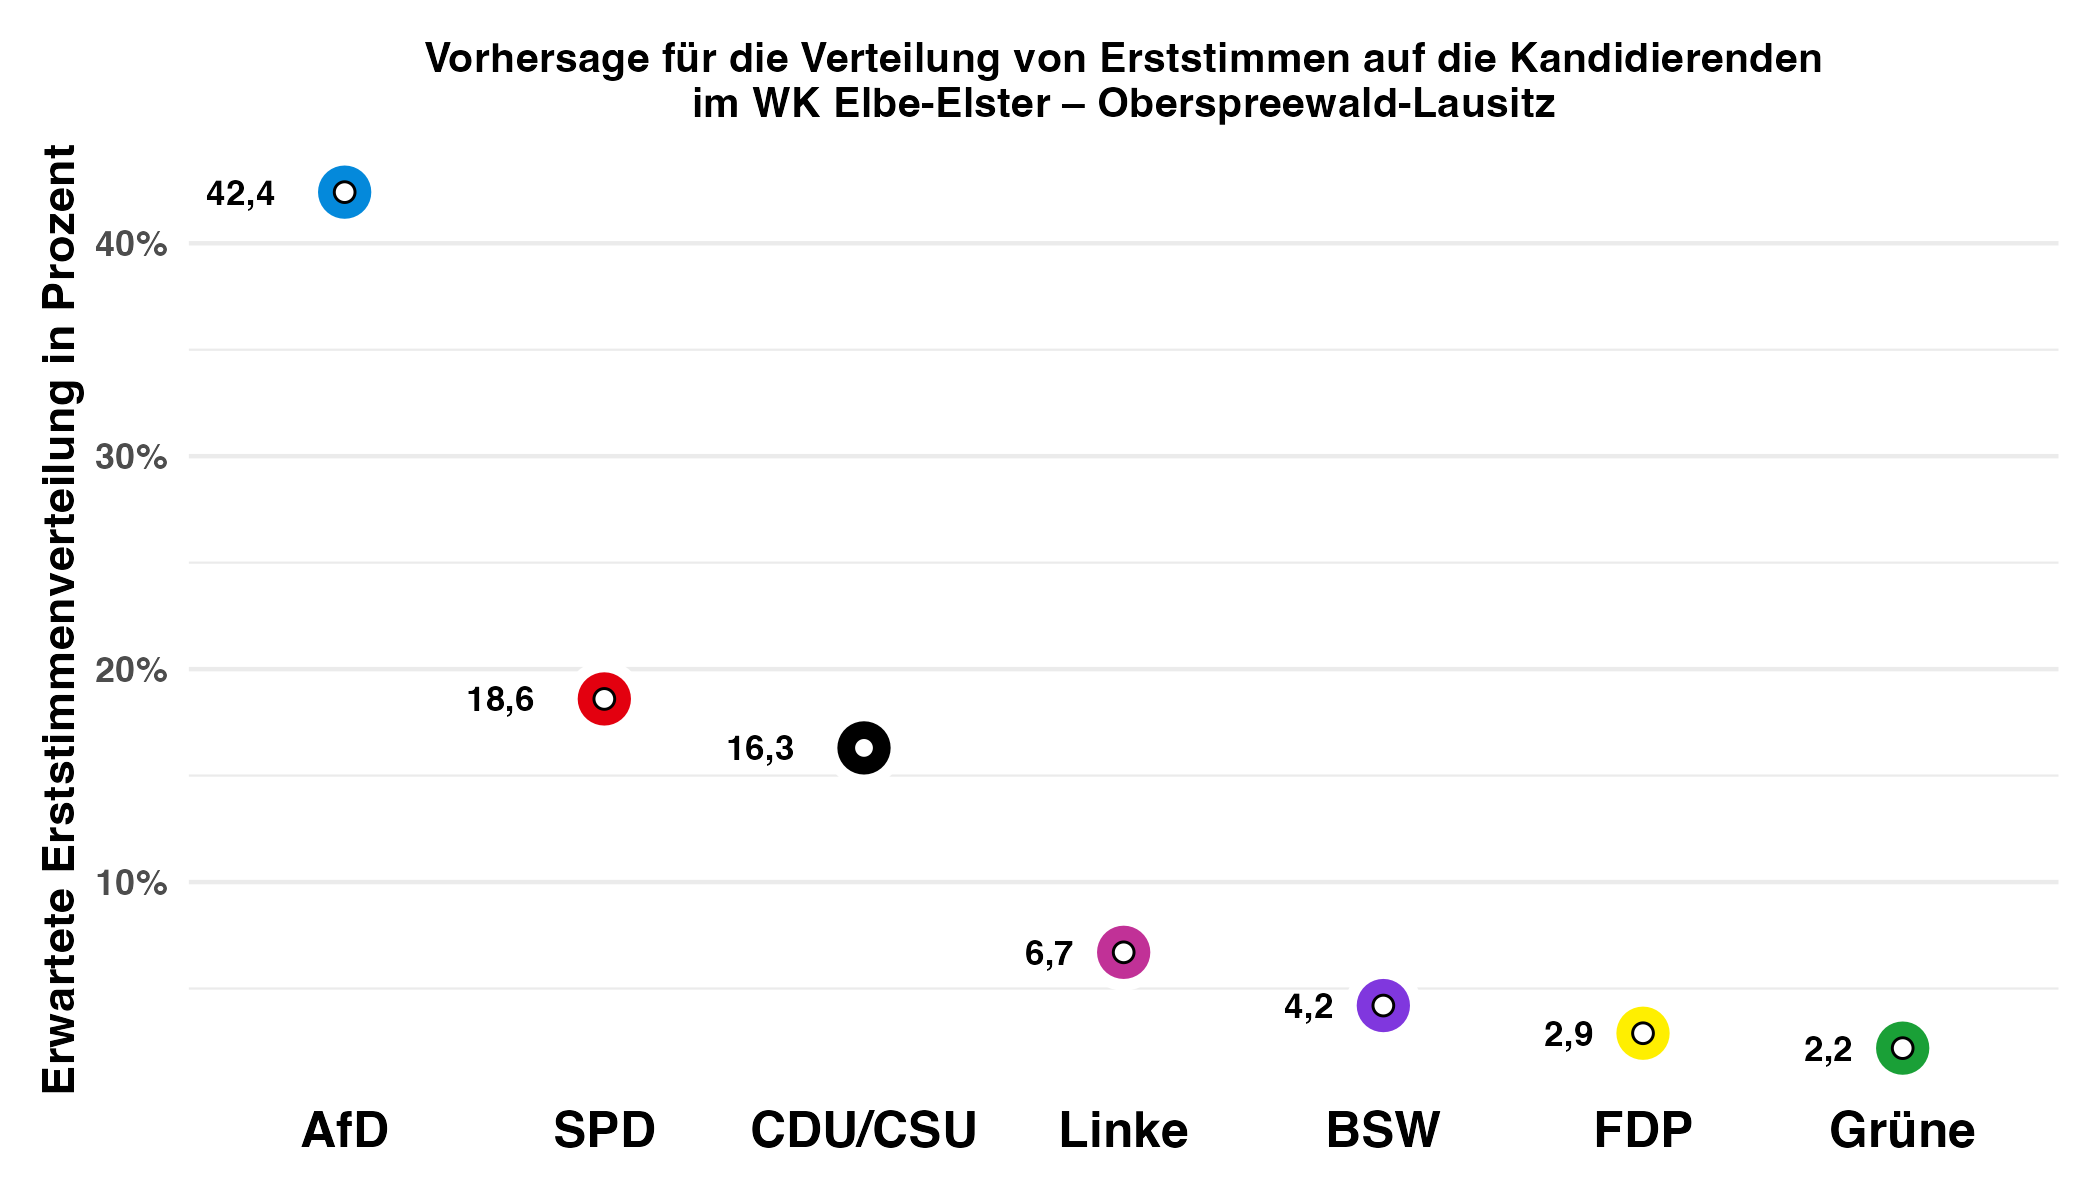 Vorhersage für die Verteilung von Erststimmen auf die Kandidierenden
im WK Elbe-Elster – Oberspreewald-Lausitz
Erwartete Erststimmenverteilung in Prozent
40%
30%
20%
10%
42,4
18,6
16,3
6,7
4,2
2,9
2,2
AfD
SPD
CDU/CSU
Linke
BSW
FDP
Grüne